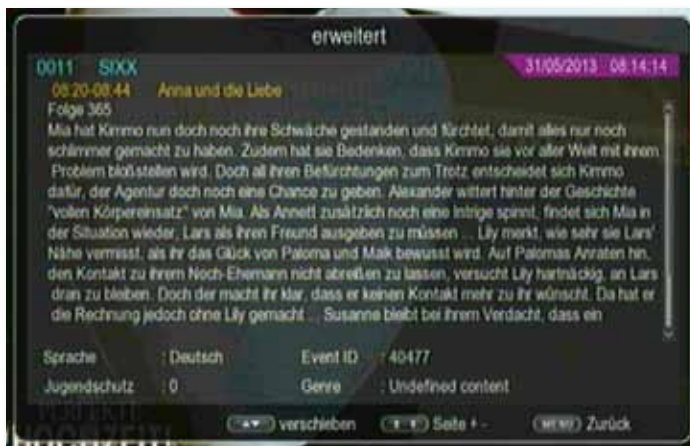 erweitert
0011 SIXX 31/05/2013 08:14:14
08:20-08:44 Anna und die Liebe
Folge 365
Mia hat Kimmo nun doch noch ihre Schwäche gestanden und fürchtet, damit alles nur noch
schlimmer gemacht zu haben. Zudem hat sie Bedenken, dass Kimmo sie vor aller Welt mit ihrem
Problem bloßstellen wird. Doch all ihren Befürchtungen zum Trotz entscheidet sich Kimmo
dafür, der Agentur doch noch eine Chance zu geben. Alexander wittert hinter der Geschichte
"vollen Körpereinsatz" von Mia. Als Annett zusätzlich noch eine Intrige spinnt, findet sich Mia in
der Situation wieder, Lars als ihren Freund ausgeben zu müssen ... Lily merkt, wie sehr sie Lars'
Nähe vermisst, als ihr das Glück von Paloma und Maik bewusst wird. Auf Palomas Anraten hin,
den Kontakt zu ihrem Noch-Ehemann nicht abreißen zu lassen, versucht Lily hartnäckig, an Lars
dran zu bleiben. Doch der macht ihr klar, dass er keinen Kontakt mehr zu ihr wünscht. Da hat er
die Rechnung jedoch ohne Lily gemacht ... Susanne bleibt bei ihrem Verdacht, dass ein
Sprache : Deutsch Event ID : 40477
Jugendschutz : 0 Genre : Undefined content
verschieben Seite + - MENU Zurück